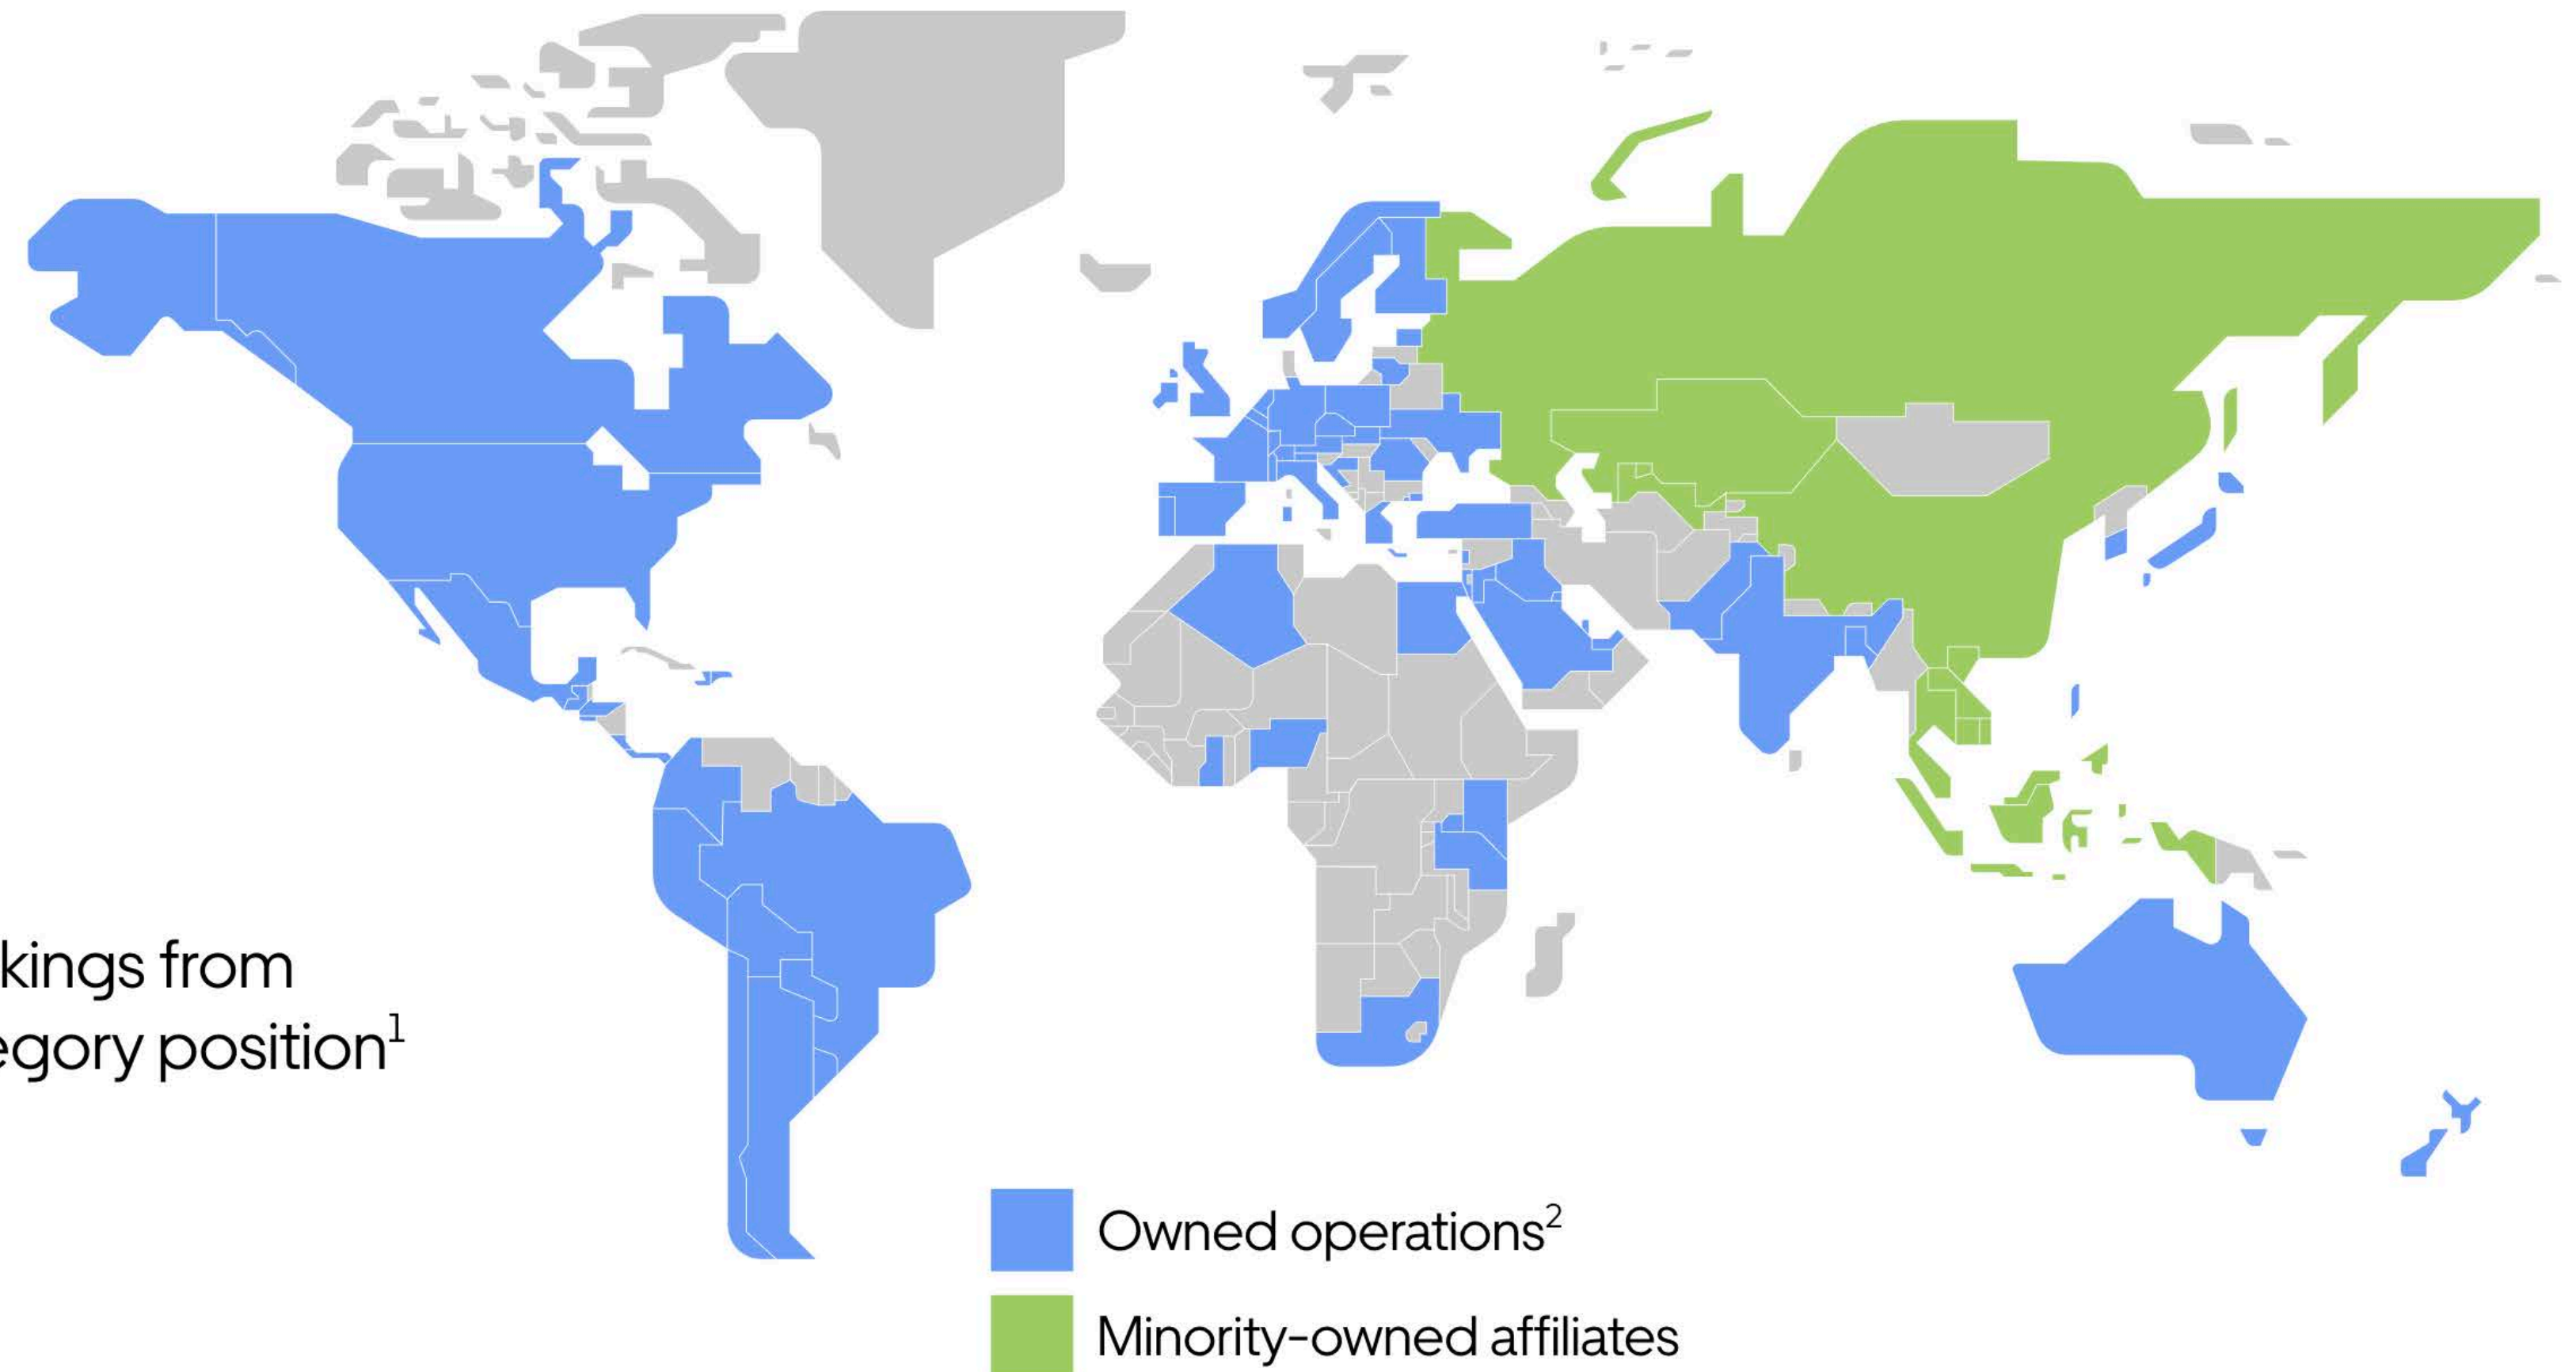 kings from
egory position¹
Owned operations²
Minority-owned affiliates